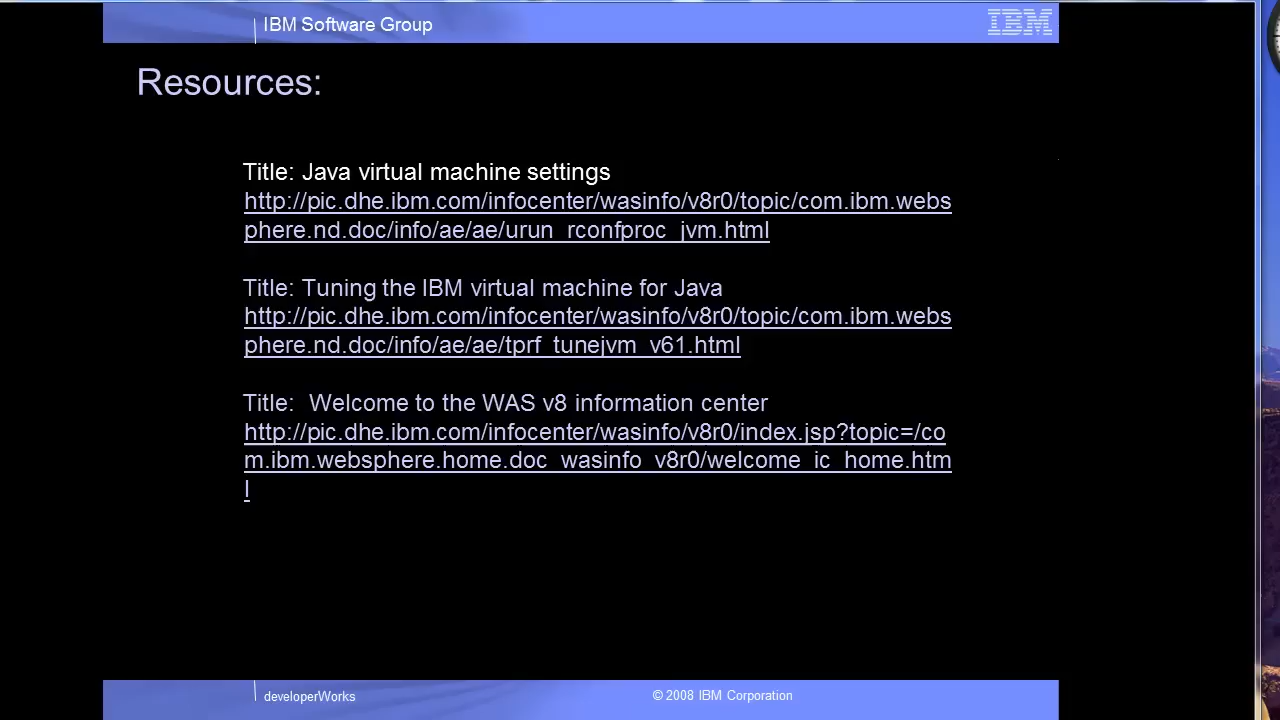 IBM Software Group
IBM
Resources:
Title: Java virtual machine settings
http://pic.dhe.ibm.com/infocenter/wasinfo/v8r0/topic/com.ibm.webs
phere.nd.doc/info/ae/ae/urun_rconfproc_jvm.html
Title: Tuning the IBM virtual machine for Java
http://pic.dhe.ibm.com/infocenter/wasinfo/v8r0/topic/com.ibm.webs
phere.nd.doc/info/ae/ae/tprf_tunejvm_v61.html
Title:  Welcome to the WAS v8 information center
http://pic.dhe.ibm.com/infocenter/wasinfo/v8r0/index.jsp?topic=/co
m.ibm.websphere.home.doc_wasinfo_v8r0/welcome_ic_home.htm
l
developerWorks
© 2008 IBM Corporation